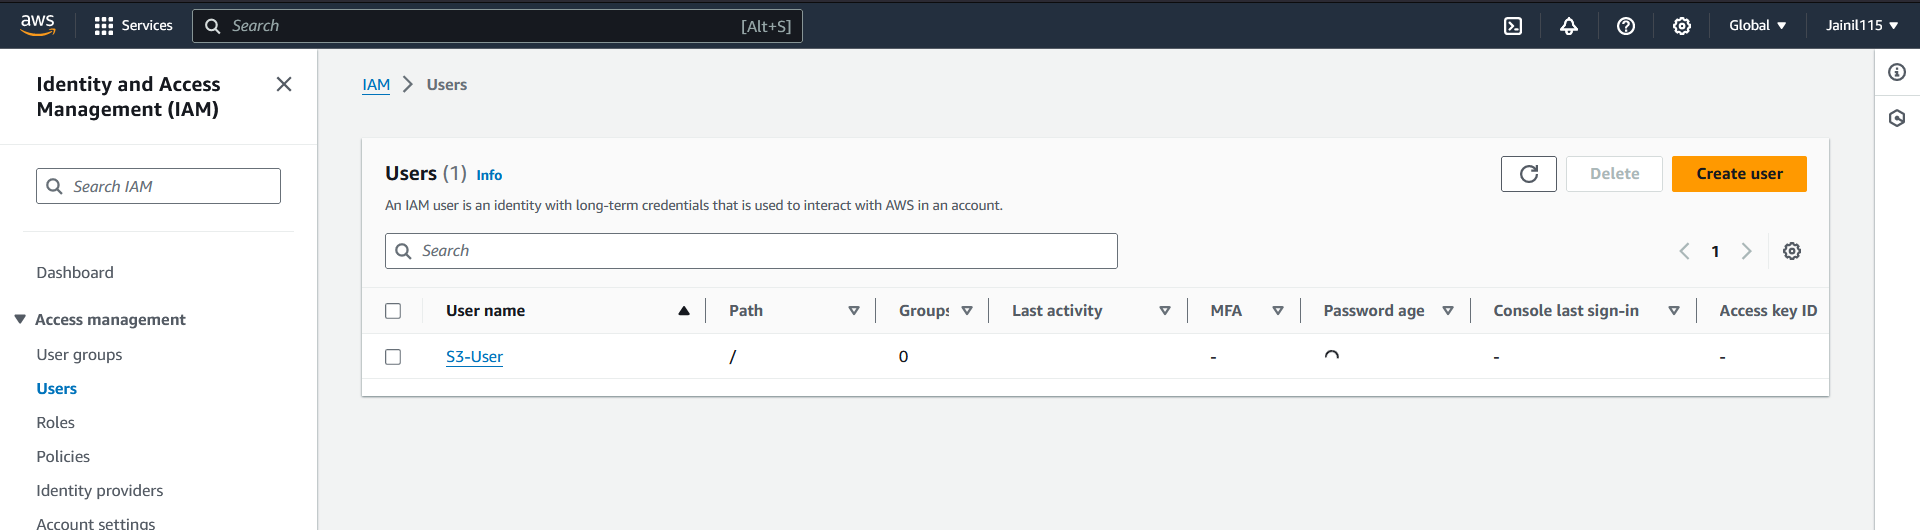 aws Services Search [Alt+S] Global Jainil115
Identity and Access
Management (IAM)
Search IAM
Dashboard
Access management
User groups
Users
Roles
Policies
Identity providers
Account settings
IAM Users
Users (1) Info
Delete
Create user
An IAM user is an identity with long-term credentials that is used to interact with AWS in an account.
Search
1
User name Path Groups Last activity MFA Password age Console last sign-in Access key ID
S3-User / 0 - - -